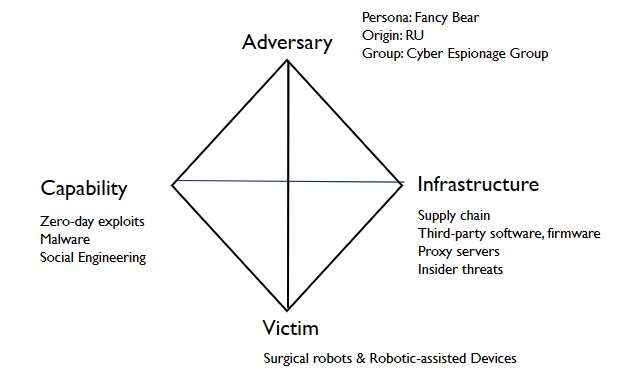 Persona: Fancy Bear
Origin: RU
Group: Cyber Espionage Group
Adversary
Capability
Zero-day exploits
Malware
Social Engineering
Infrastructure
Supply chain
Third-party software, firmware
Proxy servers
Insider threats
Victim
Surgical robots & Robotic-assisted Devices